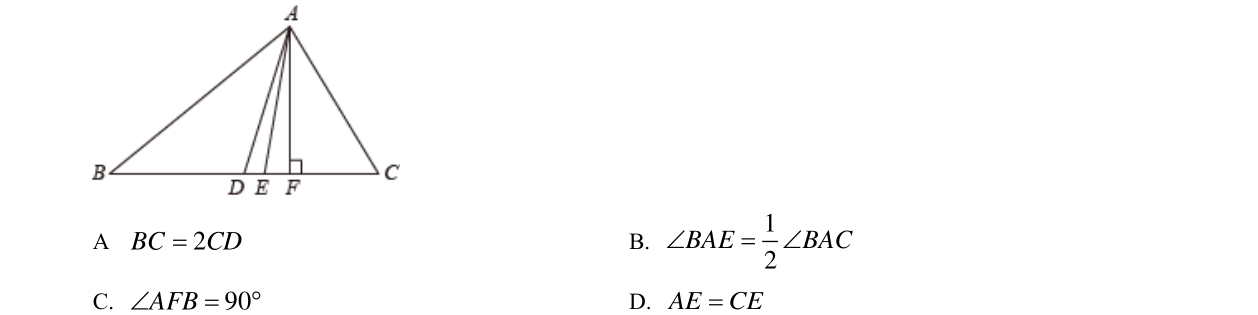 A
B
C
D E F
A BC = 2CD
B. ∠BAE = 1/2 ∠BAC
C. ∠AFB = 90°
D. AE = CE